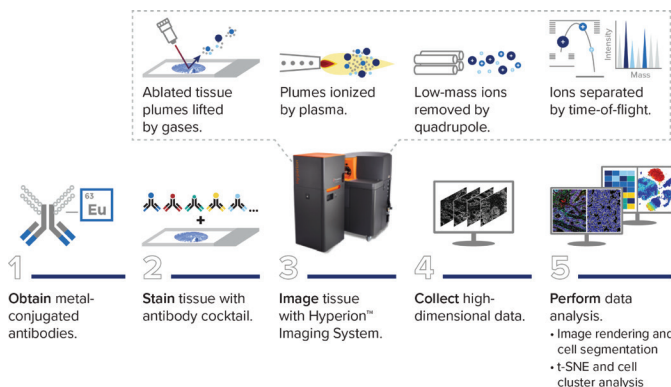 Ablated tissue
plumes lifted
by gases.
Plumes ionized
by plasma.
Low-mass ions
removed by
quadrupole.
Intensity
Mass
Ions separated
by time-of-flight.
63
Eu
+
...
1
Obtain metal-
conjugated
antibodies.
2
Stain tissue with
antibody cocktail.
3
Image tissue
with Hyperion™
Imaging System.
4
Collect high-
dimensional data.
5
Perform data
analysis.
• Image rendering and
cell segmentation
• t-SNE and cell
cluster analysis